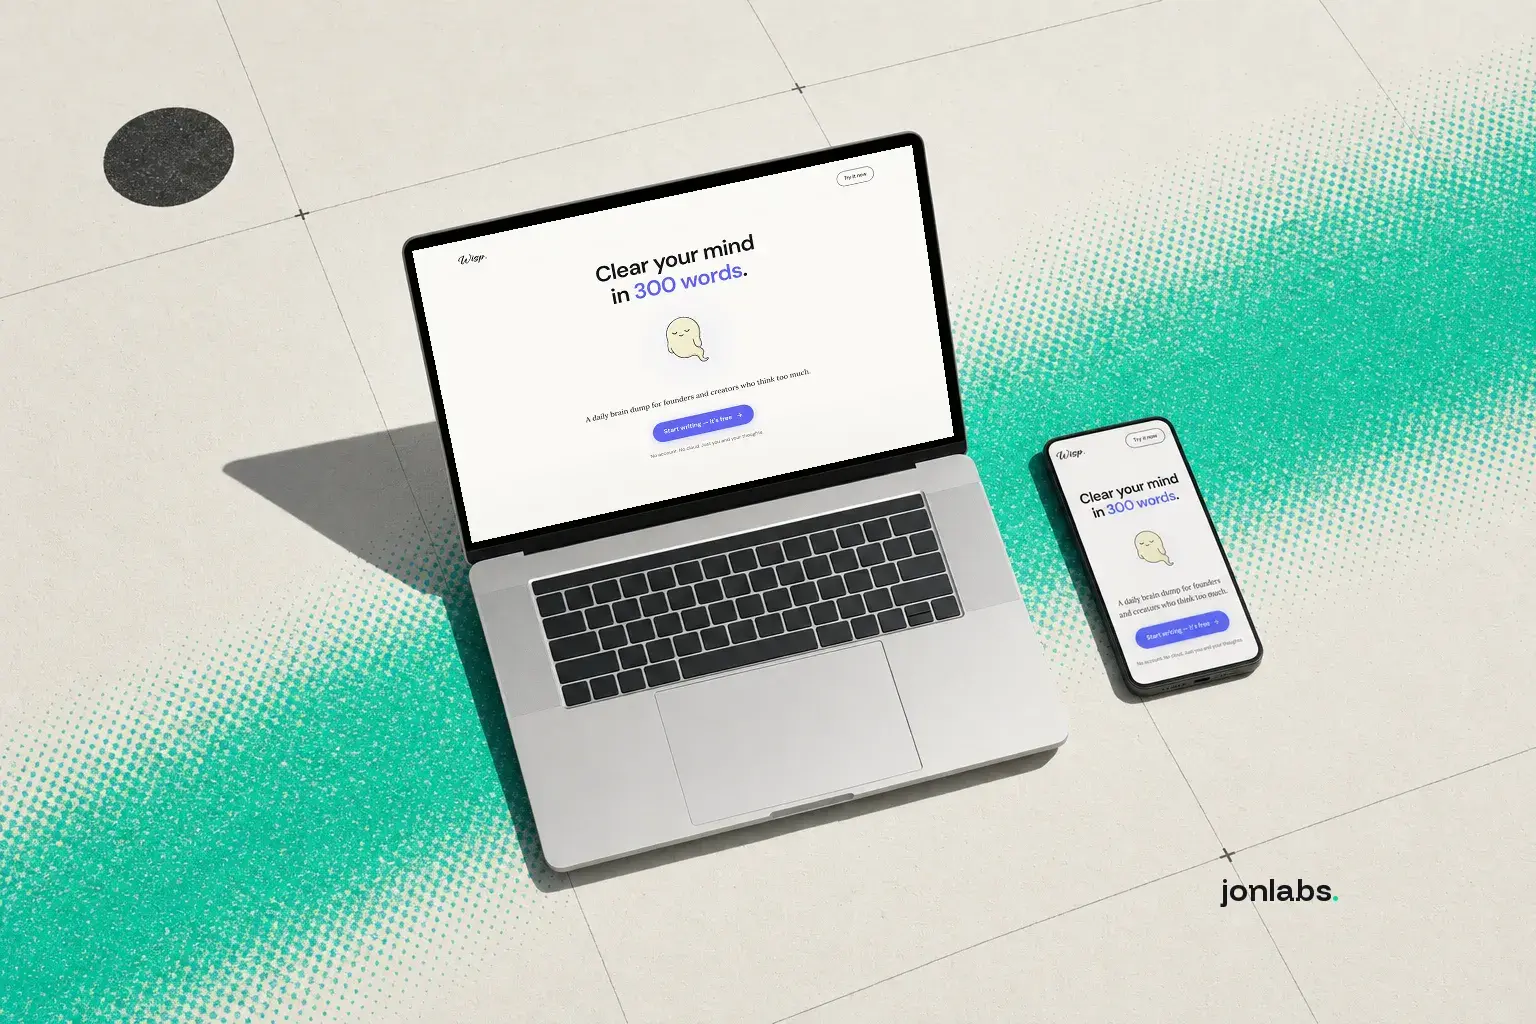 Wisp.
Try it now
Clear your mind
in 300 words.
A daily brain dump for founders and creators who think too much.
Start writing — it's free →
No account. No cloud. Just you and your thoughts.
Wisp.
Try it now
Clear your mind
in 300 words.
A daily brain dump for founders
and creators who think too much.
Start writing — it's free →
No account. No cloud. Just you and your thoughts.
jonlabs.